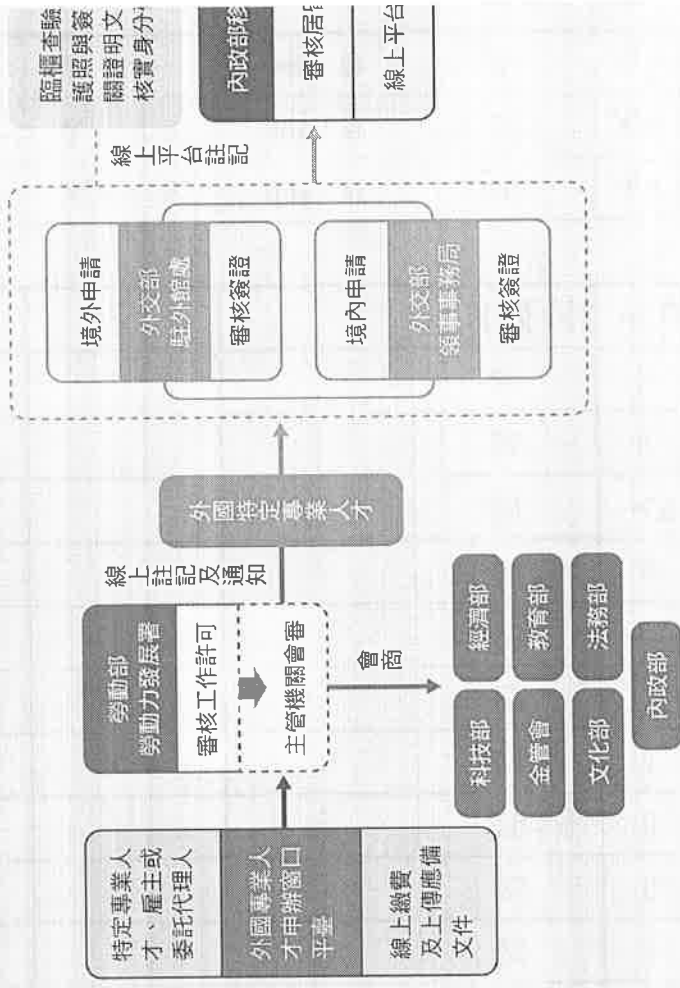 特定專業人
才、雇主或
委託代理人
外國專業人
才申辦窗口
平臺
線上繳費
及上傳應備
文件
勞動部
勞動力發展署
審核工作許可
主管機關會審
會商
科技部
經濟部
金管會
教育部
文化部
法務部
內政部
線上註記及通知
外國特定專業人才
境外申請
外交部
駐外館處
審核簽證
境內申請
外交部
領事事務局
審核簽證
線上平台註記
臨櫃查驗
護照與簽
關證明文
核實身分
內政部移
審核居留
線上平台